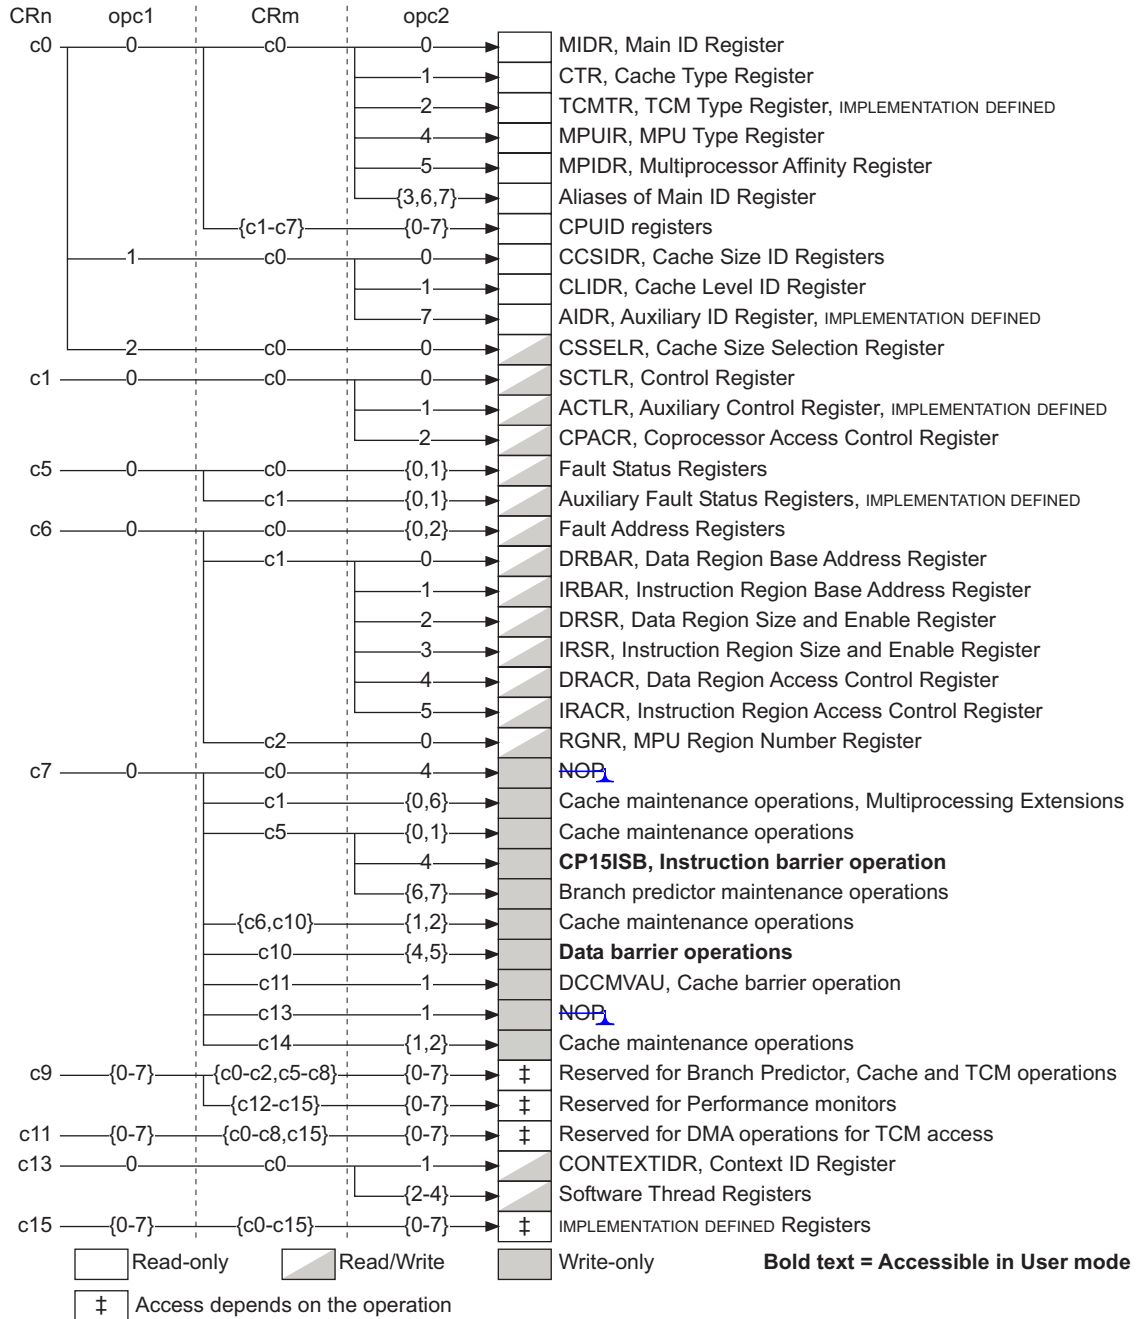 CRn opc1 CRm opc2
c0 0 c0 0 MIDR, Main ID Register
1 CTR, Cache Type Register
2 TCMTR, TCM Type Register, IMPLEMENTATION DEFINED
4 MPUIR, MPU Type Register
5 MPIDR, Multiprocessor Affinity Register
{3,6,7} Aliases of Main ID Register
{c1-c7} {0-7} CPUID registers
1 c0 0 CCSIDR, Cache Size ID Registers
1 CLIDR, Cache Level ID Register
7 AIDR, Auxiliary ID Register, IMPLEMENTATION DEFINED
2 c0 0 CSSELR, Cache Size Selection Register
c1 0 c0 0 SCTLR, Control Register
1 ACTLR, Auxiliary Control Register, IMPLEMENTATION DEFINED
2 CPACR, Coprocessor Access Control Register
c5 0 c0 {0,1} Fault Status Registers
c1 {0,1} Auxiliary Fault Status Registers, IMPLEMENTATION DEFINED
c6 0 c0 {0,2} Fault Address Registers
c1 0 DRBAR, Data Region Base Address Register
1 IRBAR, Instruction Region Base Address Register
2 DRSR, Data Region Size and Enable Register
3 IRSR, Instruction Region Size and Enable Register
4 DRACR, Data Region Access Control Register
5 IRACR, Instruction Region Access Control Register
c2 0 RGNR, MPU Region Number Register
c7 0 c0 4 NOP
c1 {0,6} Cache maintenance operations, Multiprocessing Extensions
c5 {0,1} Cache maintenance operations
4 CP15ISB, Instruction barrier operation
{6,7} Branch predictor maintenance operations
{c6,c10} {1,2} Cache maintenance operations
c10 {4,5} Data barrier operations
c11 1 DCCMVAU, Cache barrier operation
c13 1 NOP
c14 {1,2} Cache maintenance operations
c9 {0-7} {c0-c2,c5-c8} {0-7} ‡ Reserved for Branch Predictor, Cache and TCM operations
{c12-c15} {0-7} ‡ Reserved for Performance monitors
c11 {0-7} {c0-c8,c15} {0-7} ‡ Reserved for DMA operations for TCM access
c13 0 c0 1 CONTEXTIDR, Context ID Register
{2-4} Software Thread Registers
c15 {0-7} {c0-c15} {0-7} ‡ IMPLEMENTATION DEFINED Registers
Read-only Read/Write Write-only Bold text = Accessible in User mode
‡ Access depends on the operation